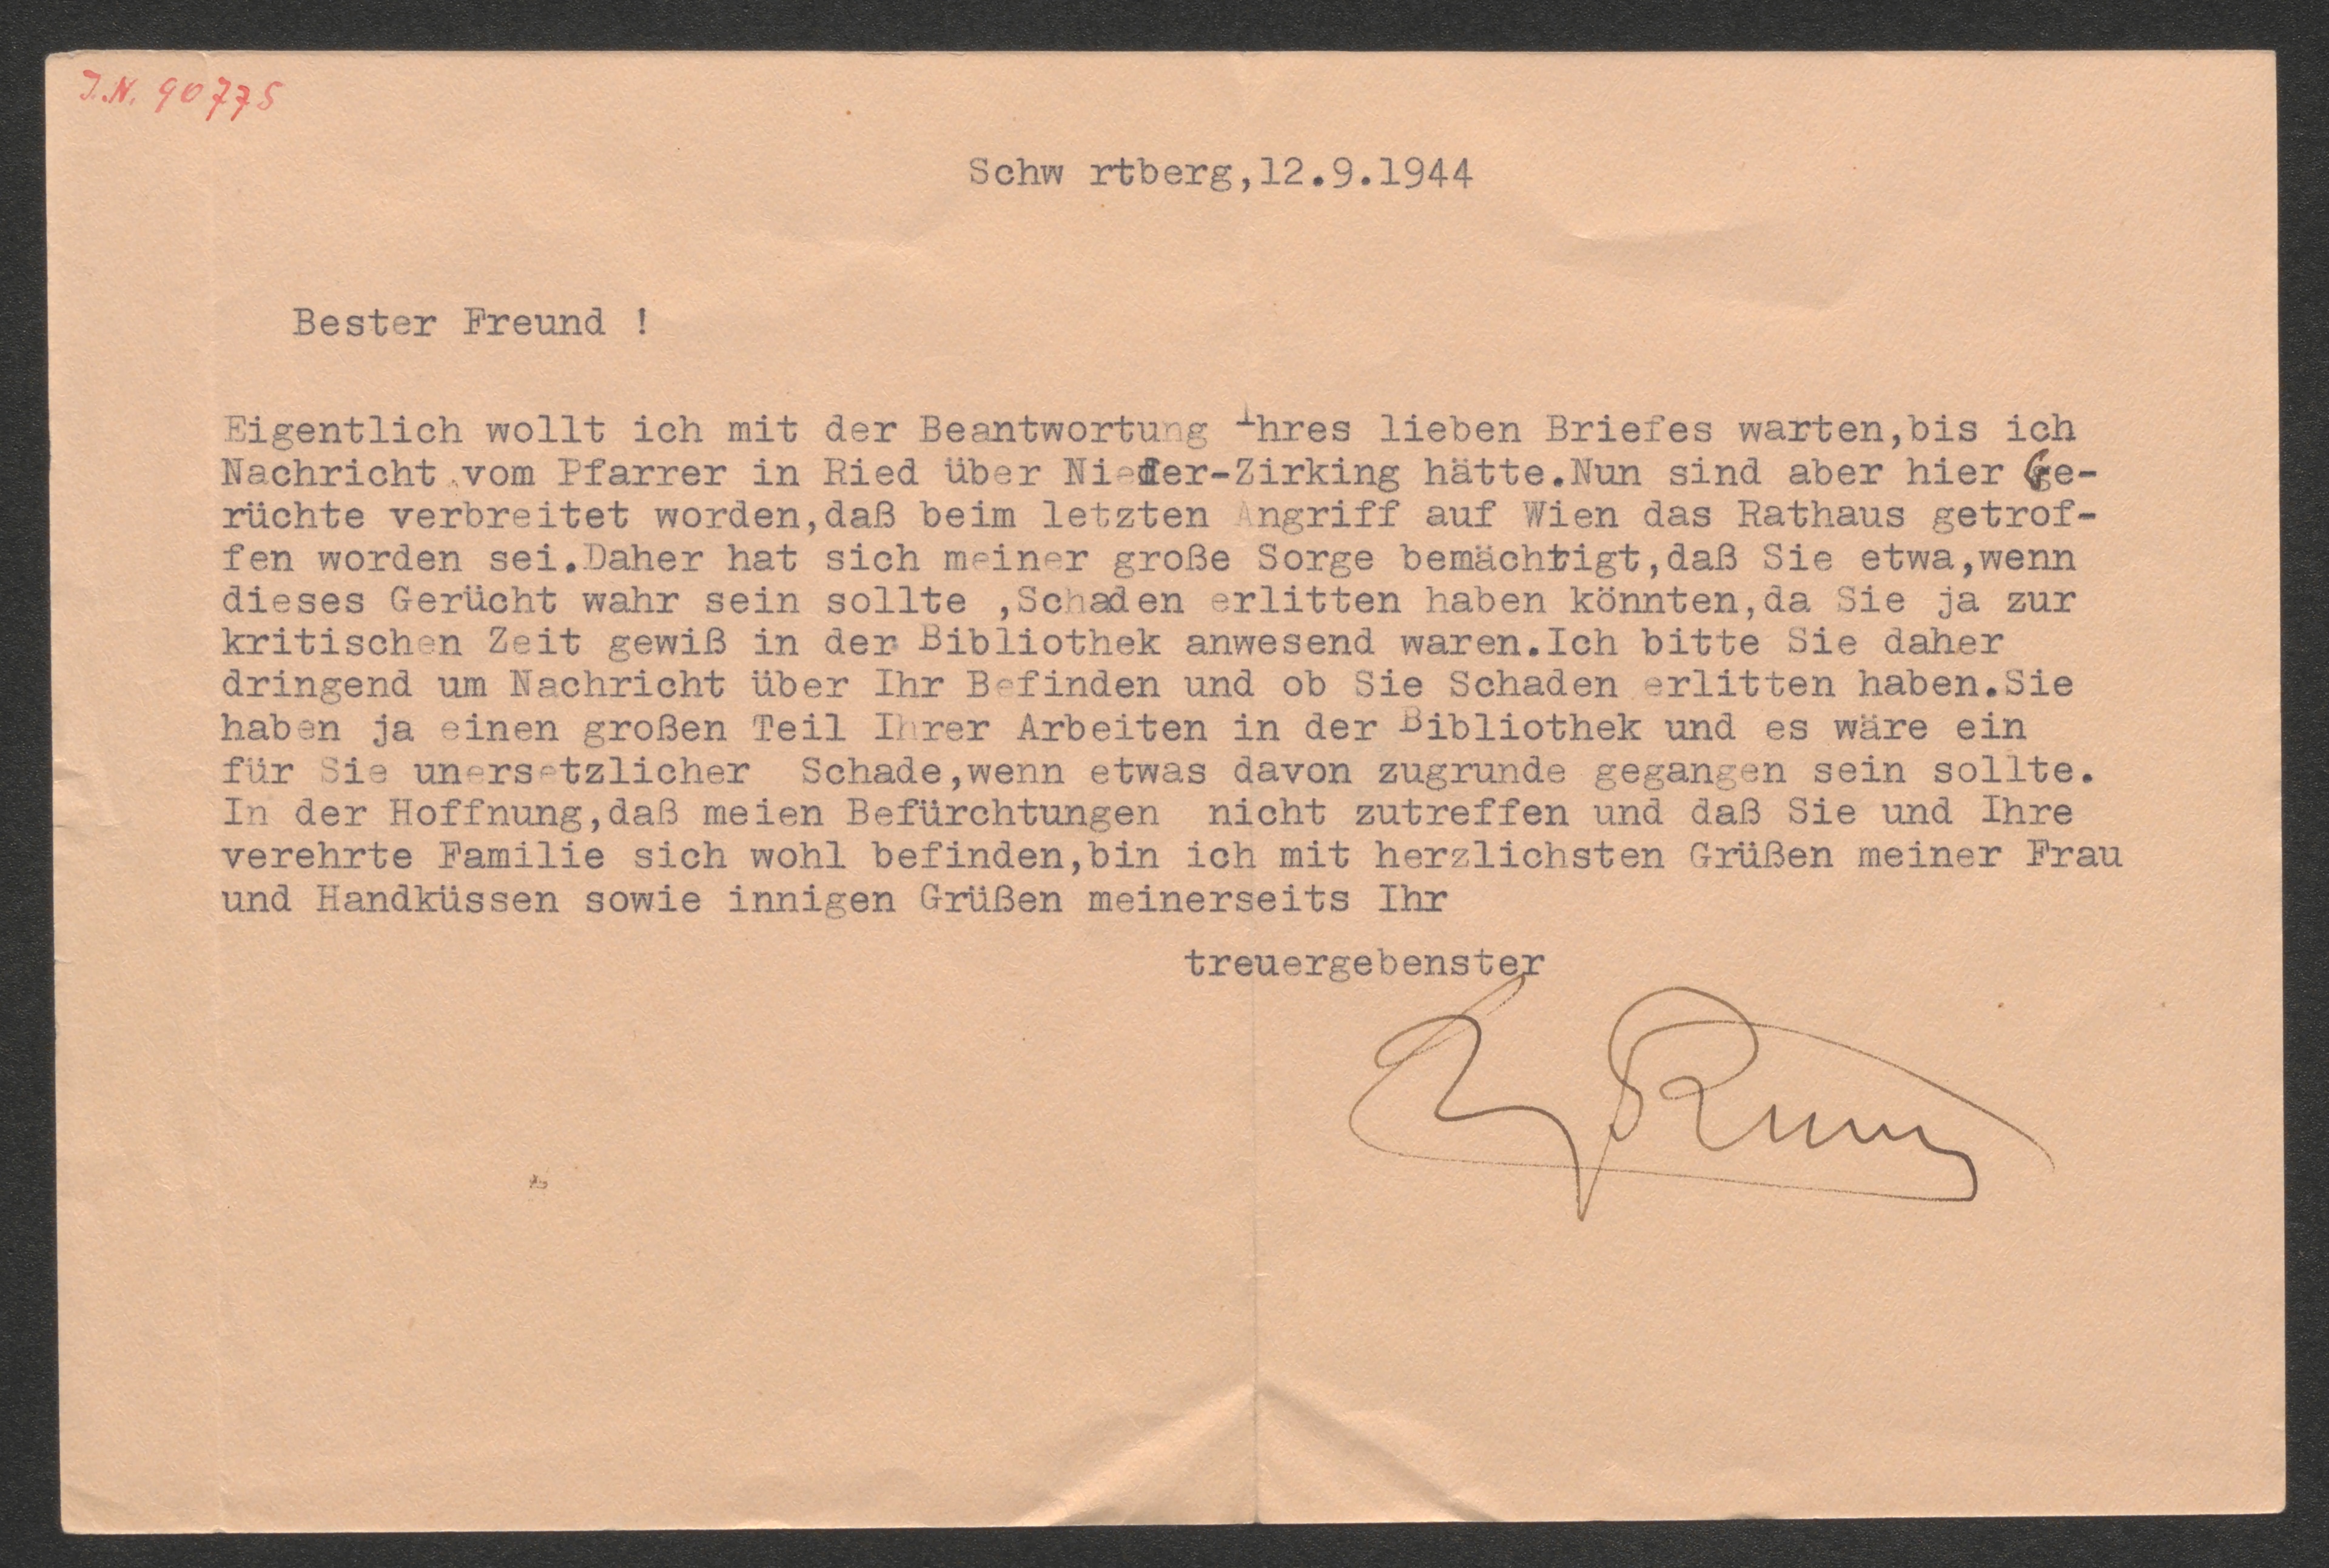 J.N. 90775
Schw rtberg,12.9.1944
Bester Freund !
Eigentlich wollt ich mit der Beantwortung Ihres lieben Briefes warten,bis ich
Nachricht vom Pfarrer in Ried über Nieder-Zirking hätte.Nun sind aber hier Ge-
rüchte verbreitet worden,daß beim letzten Angriff auf Wien das Rathaus getrof-
fen worden sei.Daher hat sich meiner große Sorge bemächtigt,daß Sie etwa,wenn
dieses Gerücht wahr sein sollte ,Schaden erlitten haben könnten,da Sie ja zur
kritischen Zeit gewiß in der Bibliothek anwesend waren.Ich bitte Sie daher
dringend um Nachricht über Ihr Befinden und ob Sie Schaden erlitten haben.Sie
haben ja einen großen Teil Ihrer Arbeiten in der Bibliothek und es wäre ein
für Sie unersetzlicher  Schade,wenn etwas davon zugrunde gegangen sein sollte.
In der Hoffnung,daß meien Befürchtungen  nicht zutreffen und daß Sie und Ihre
verehrte Familie sich wohl befinden,bin ich mit herzlichsten Grüßen meiner Frau
und Handküssen sowie innigen Grüßen meinerseits Ihr
treuergebenster